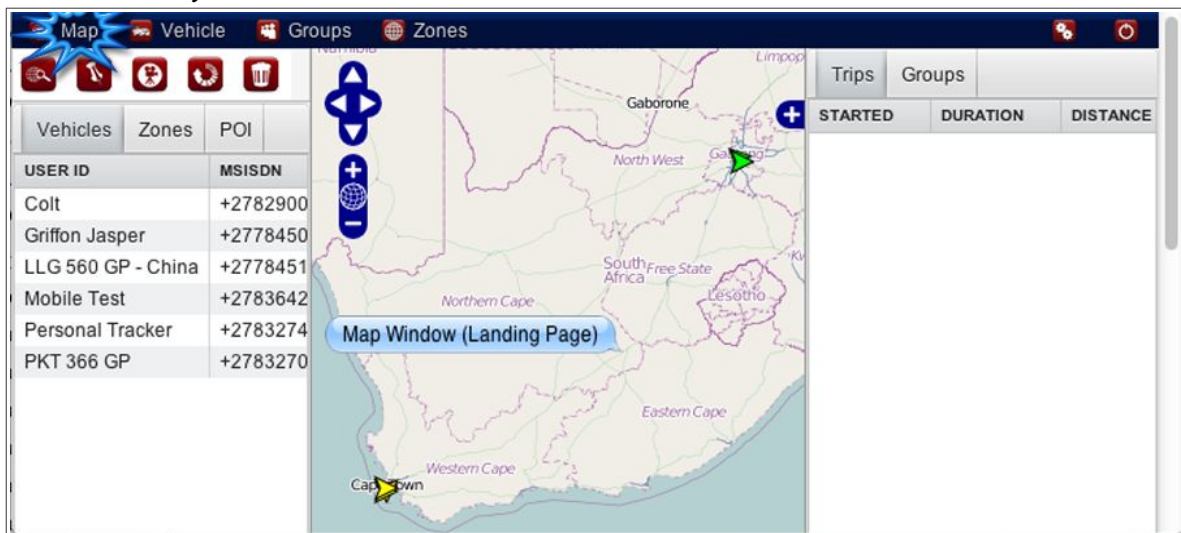 Map Vehicle Groups Zones
Vehicles Zones POI
USER ID MSISDN
Colt +2782900
Griffon Jasper +2778450
LLG 560 GP - China +2778451
Mobile Test +2783642
Personal Tracker +2783274
PKT 366 GP +2783270
Namibia
Limpop
Gaborone
North West
South Africa
Free State
Lesotho
Northern Cape
Map Window (Landing Page)
Eastern Cape
Western Cape
Trips Groups
STARTED DURATION DISTANCE